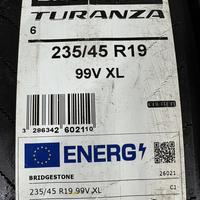 TURANZA
6
235/45 R19
99V XL
3 286342 602110
ENERG
BRIDGESTONE
26021
235/45 R19 99V XL
C1